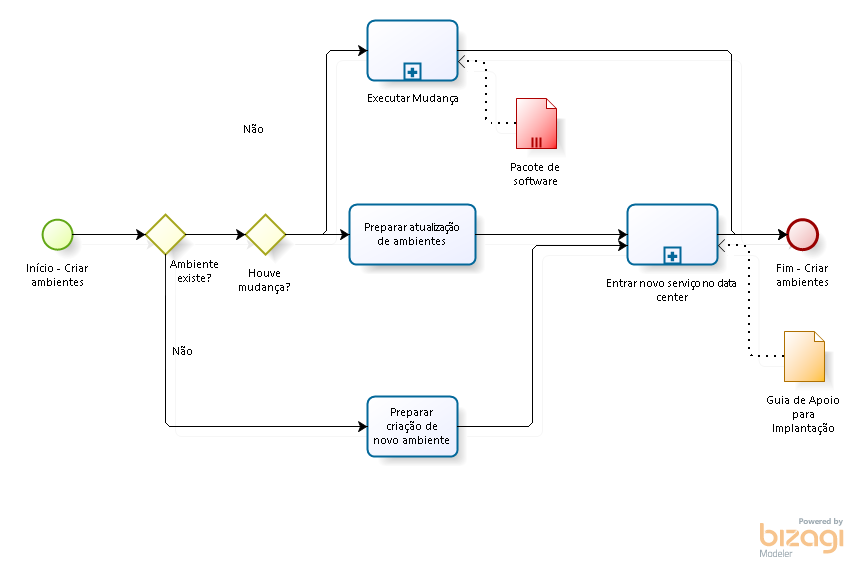 Executar Mudança
Não
Pacote de
software
Preparar atualização
de ambientes
Início - Criar
ambientes
Ambiente
existe?
Houve
mudança?
Entrar novo serviço no data
center
Fim - Criar
ambientes
Não
Preparar
criação de
novo ambiente
Guia de Apoio
para
Implantação
Powered by
bizagi
Modeler